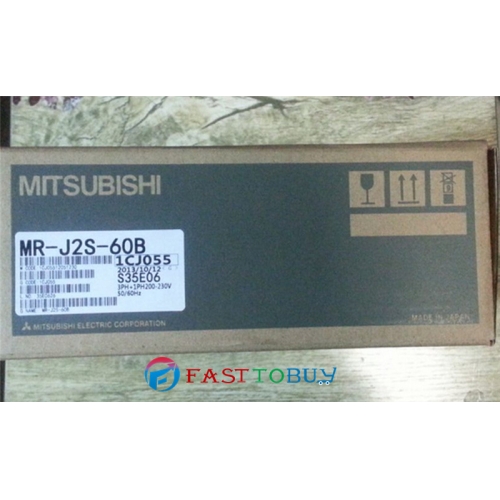 MITSUBISHI
MR-J2S-60B
1CJ055
2013/10/12
S35E06
3PH+1PH200-230V
50/60Hz
MITSUBISHI ELECTRIC CORPORATION
MADE IN JAPAN
FASTTOBUY